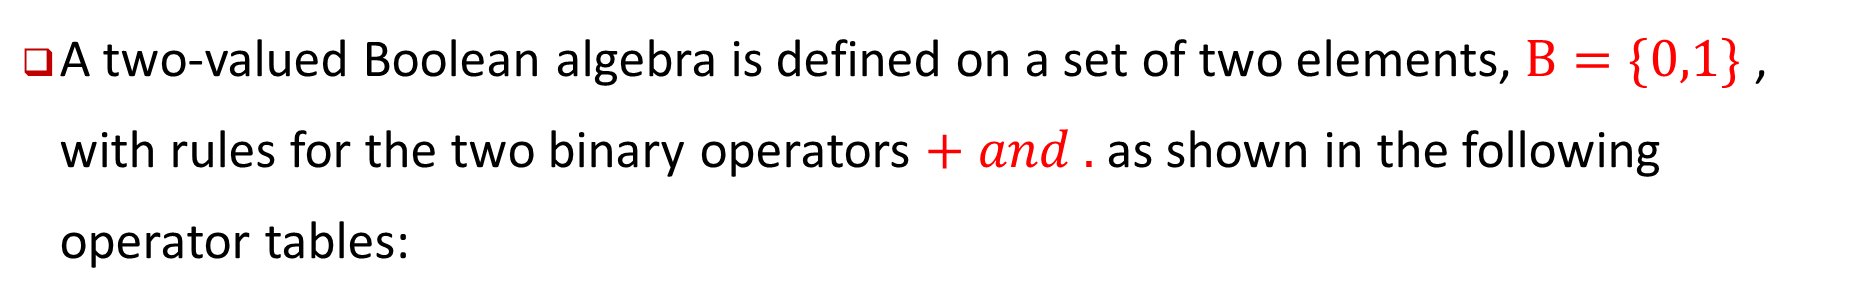 ❑A two-valued Boolean algebra is defined on a set of two elements, B = {0,1} ,
with rules for the two binary operators + and . as shown in the following
operator tables: